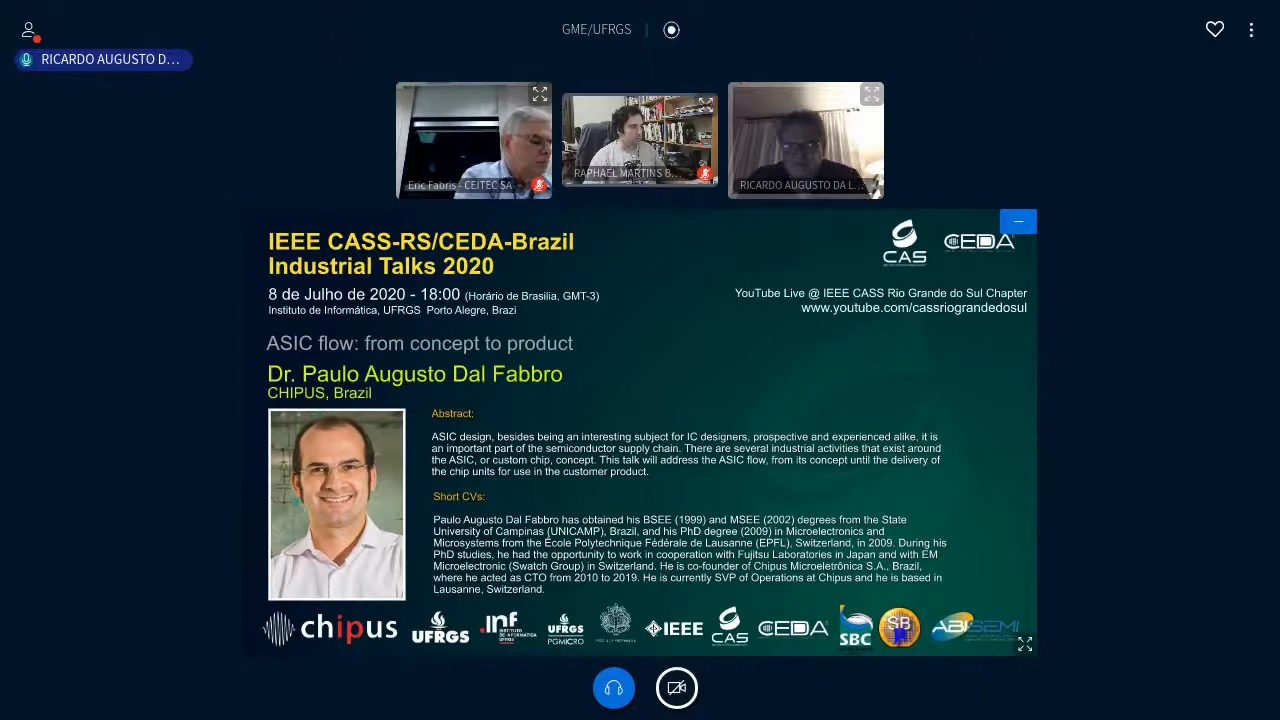 GME/UFRGS
RICARDO AUGUSTO D...
Eric Fabris - CEITEC SA
RAPHAEL MARTINS B...
RICARDO AUGUSTO DA L...
IEEE CASS-RS/CEDA-Brazil
Industrial Talks 2020
CAS
CEDA
8 de Julho de 2020 - 18:00 (Horário de Brasilia, GMT-3)
Instituto de Informática, UFRGS Porto Alegre, Brazi
YouTube Live @ IEEE CASS Rio Grande do Sul Chapter
www.youtube.com/cassriograndedosul
ASIC flow: from concept to product
Dr. Paulo Augusto Dal Fabbro
CHIPUS, Brazil
Abstract:
ASIC design, besides being an interesting subject for IC designers, prospective and experienced alike, it is
an important part of the semiconductor supply chain. There are several industrial activities that exist around
the ASIC, or custom chip, concept. This talk will address the ASIC flow, from its concept until the delivery of
the chip units for use in the customer product.
Short CVs:
Paulo Augusto Dal Fabbro has obtained his BSEE (1999) and MSEE (2002) degrees from the State
University of Campinas (UNICAMP), Brazil, and his PhD degree (2009) in Microelectronics and
Microsystems from the École Polytechnique Fédérale de Lausanne (EPFL), Switzerland, in 2009. During his
PhD studies, he had the opportunity to work in cooperation with Fujitsu Laboratories in Japan and with EM
Microelectronic (Swatch Group) in Switzerland. He is co-founder of Chipus Microeletrônica S.A., Brazil,
where he acted as CTO from 2010 to 2019. He is currently SVP of Operations at Chipus and he is based in
Lausanne, Switzerland.
chipus
UFRGS
.inf
INSTITUTO
DE INFORMÁTICA
UFRGS
UFRGS
PGMICRO
IEEE
CAS
CEDA
SBC
SB
ABISEMI